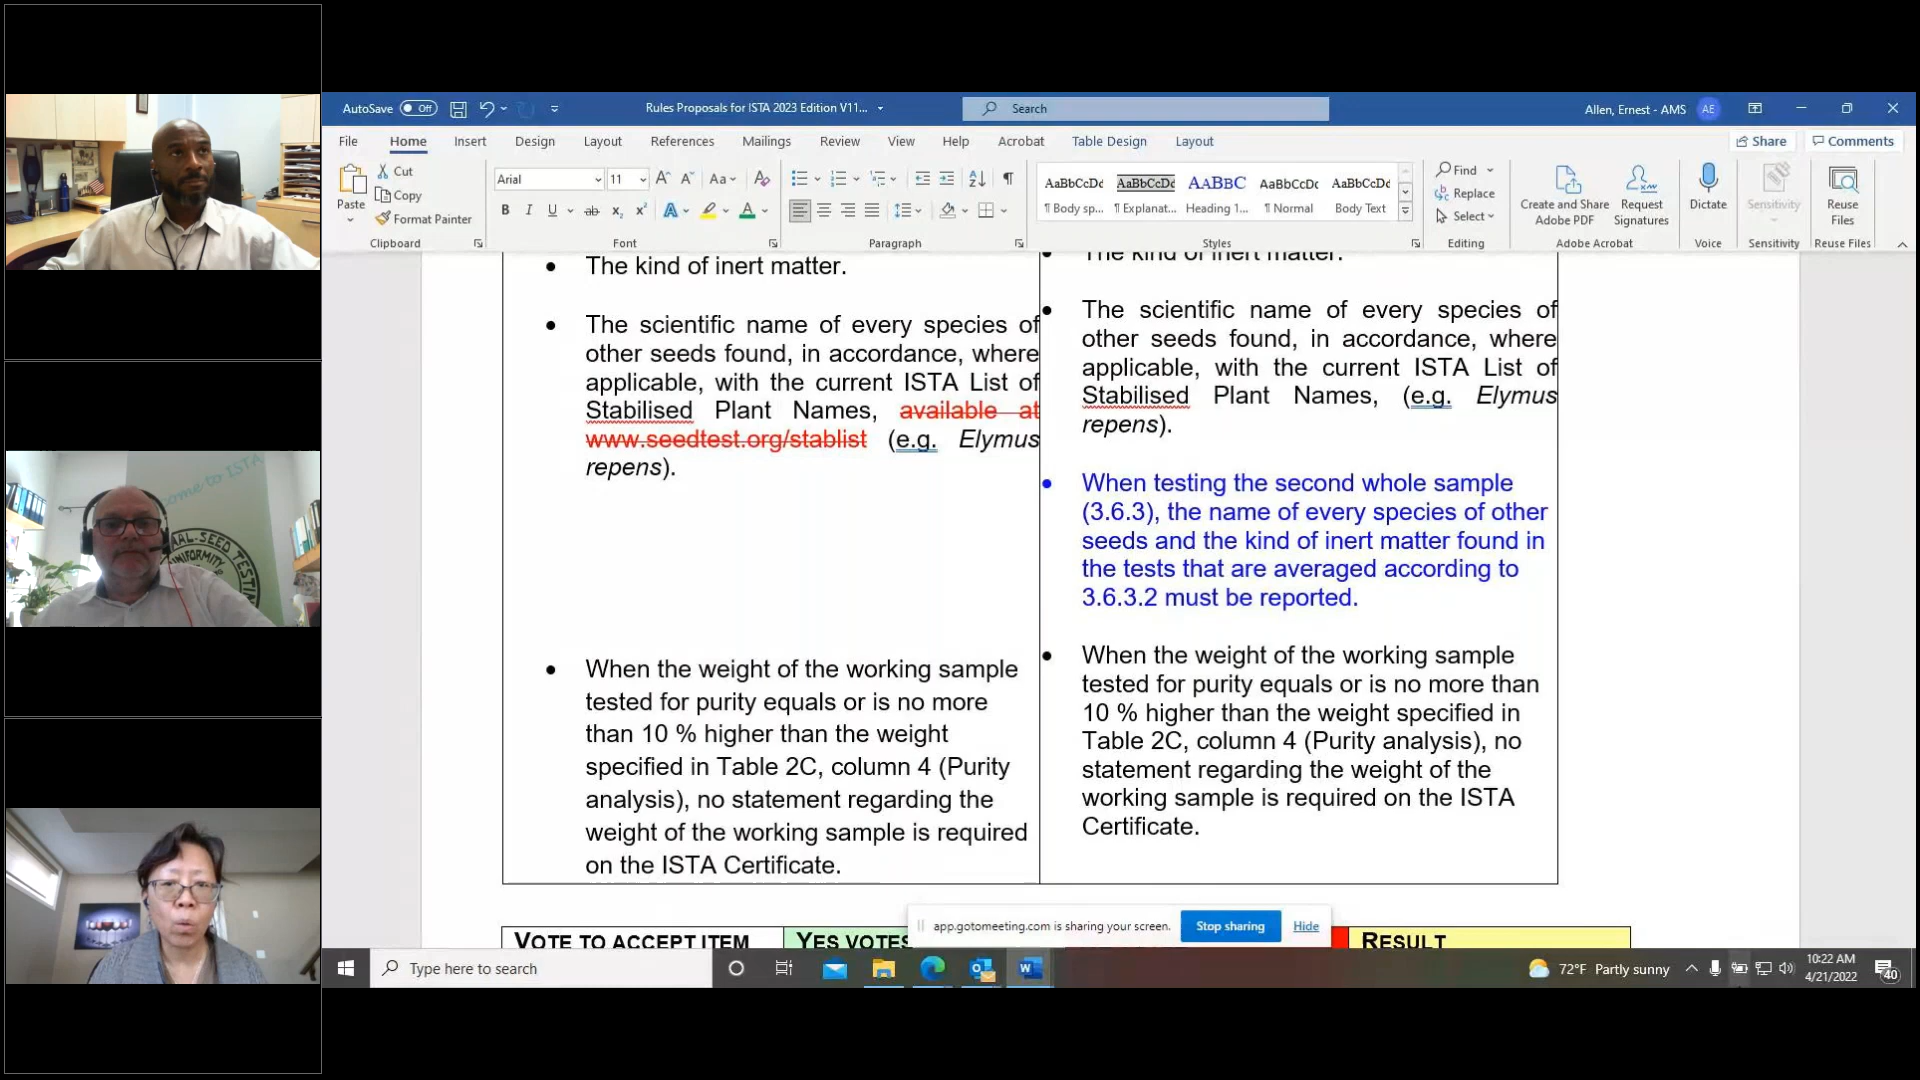 AutoSave Off
Rules Proposals for ISTA 2023 Edition V11...
Search
Allen, Ernest - AMS AE
File Home Insert Design Layout References Mailings Review View Help Acrobat Table Design Layout
Share Comments
Paste
Cut
Copy
Format Painter
Clipboard
Arial 11
Font
Paragraph
AaBbCcDc AaBbCcDc AABBC AaBbCcDc AaBbCcDc
¶ Body sp... ¶ Explanat... Heading 1... ¶ Normal Body Text
Styles
Find
Replace
Select
Editing
Create and Share
Adobe PDF
Request
Signatures
Adobe Acrobat
Dictate
Voice
Sensitivity
Sensitivity
Reuse
Files
Reuse Files
• The kind of inert matter.
• The scientific name of every species of
other seeds found, in accordance, where
applicable, with the current ISTA List of
Stabilised Plant Names, available at
www.seedtest.org/stablist (e.g. Elymus
repens).
• When the weight of the working sample
tested for purity equals or is no more
than 10 % higher than the weight
specified in Table 2C, column 4 (Purity
analysis), no statement regarding the
weight of the working sample is required
on the ISTA Certificate.
• The kind of inert matter.
• The scientific name of every species of
other seeds found, in accordance, where
applicable, with the current ISTA List of
Stabilised Plant Names, (e.g. Elymus
repens).
• When testing the second whole sample
(3.6.3), the name of every species of other
seeds and the kind of inert matter found in
the tests that are averaged according to
3.6.3.2 must be reported.
• When the weight of the working sample
tested for purity equals or is no more than
10 % higher than the weight specified in
Table 2C, column 4 (Purity analysis), no
statement regarding the weight of the
working sample is required on the ISTA
Certificate.
VOTE TO ACCEPT ITEM YES VOTES RESULT
app.gotomeeting.com is sharing your screen. Stop sharing Hide
Type here to search
72°F Partly sunny
10:22 AM
4/21/2022
40
come to ISTA
SEED TESTING
UNIFORMITY